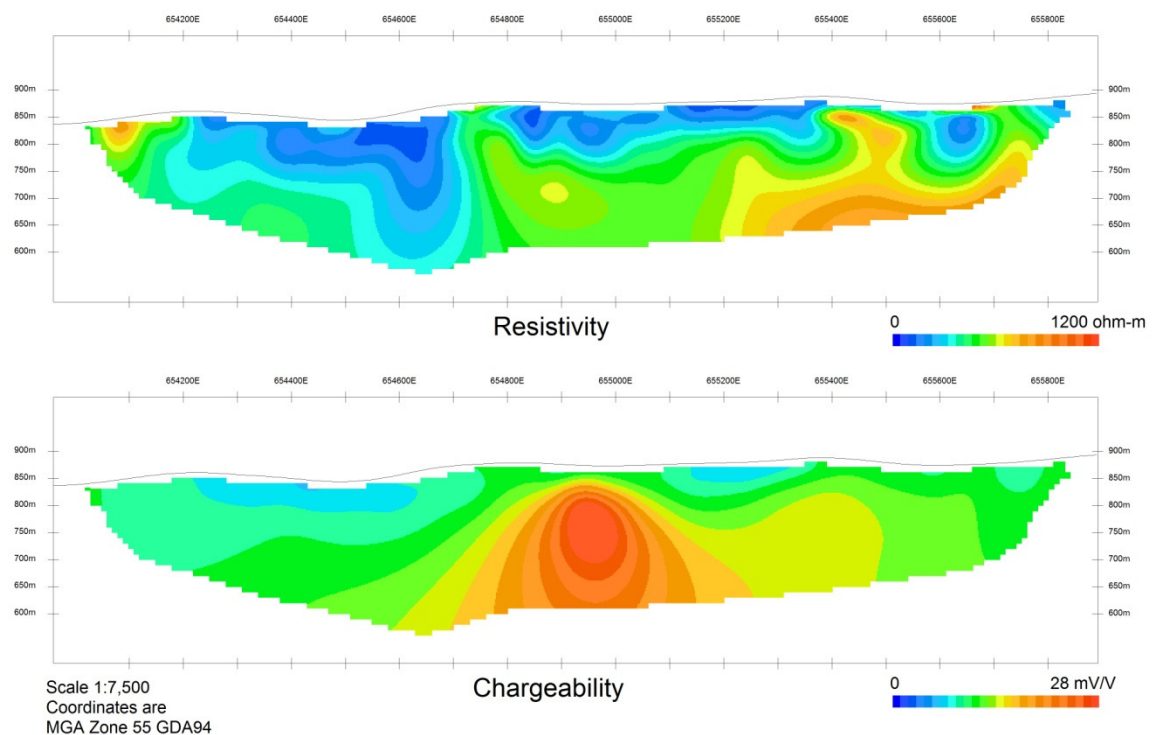 654200E 654400E 654600E 654800E 655000E 655200E 655400E 655600E 655800E
900m 900m
850m 850m
800m 800m
750m 750m
700m 700m
650m 650m
600m 600m
Resistivity
0 1200 ohm-m
654200E 654400E 654600E 654800E 655000E 655200E 655400E 655600E 655800E
900m 900m
850m 850m
800m 800m
750m 750m
700m 700m
650m 650m
600m 600m
Chargeability
0 28 mV/V
Scale 1:7,500
Coordinates are
MGA Zone 55 GDA94